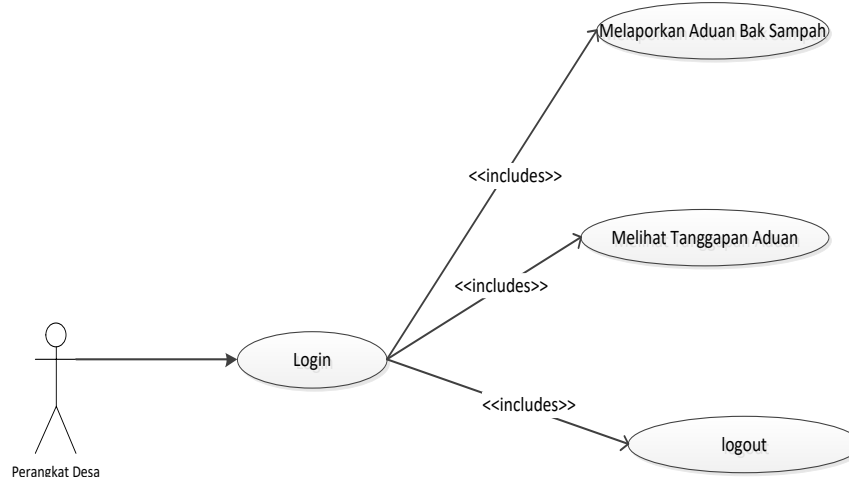 Melaporkan Aduan Bak Sampah
<<includes>>
Melihat Tanggapan Aduan
<<includes>>
Login
<<includes>>
logout
Perangkat Desa